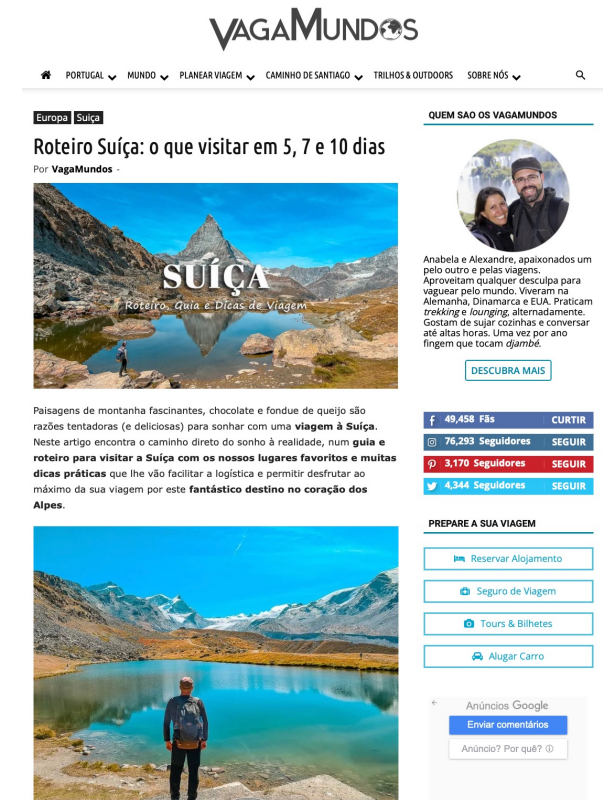 VAGAMUNDOS
PORTUGAL MUNDO PLANEAR VIAGEM CAMINHO DE SANTIAGO TRILHOS & OUTDOORS SOBRE NÓS
Europa Suiça
Roteiro Suíça: o que visitar em 5, 7 e 10 dias
Por VagaMundos -
SUÍÇA
Roteiro, Guia e Dicas de Viagem
Paisagens de montanha fascinantes, chocolate e fondue de queijo são
razões tentadoras (e deliciosas) para sonhar com uma viagem à Suíça.
Neste artigo encontra o caminho direto do sonho à realidade, num guia e
roteiro para visitar a Suíça com os nossos lugares favoritos e muitas
dicas práticas que lhe vão facilitar a logística e permitir desfrutar ao
máximo da sua viagem por este fantástico destino no coração dos
Alpes.
QUEM SAO OS VAGAMUNDOS
Anabela e Alexandre, apaixonados um
pelo outro e pelas viagens.
Aproveitam qualquer desculpa para
vaguear pelo mundo. Viveram na
Alemanha, Dinamarca e EUA. Praticam
trekking e lounging, alternadamente.
Gostam de sujar cozinhas e conversar
até altas horas. Uma vez por ano
fingem que tocam djambé.
DESCUBRA MAIS
49,458 Fãs CURTIR
76,293 Seguidores SEGUIR
3,170 Seguidores SEGUIR
4,344 Seguidores SEGUIR
PREPARE A SUA VIAGEM
Reservar Alojamento
Seguro de Viagem
Tours & Bilhetes
Alugar Carro
Anúncios Google
Enviar comentários
Anúncio? Por quê?